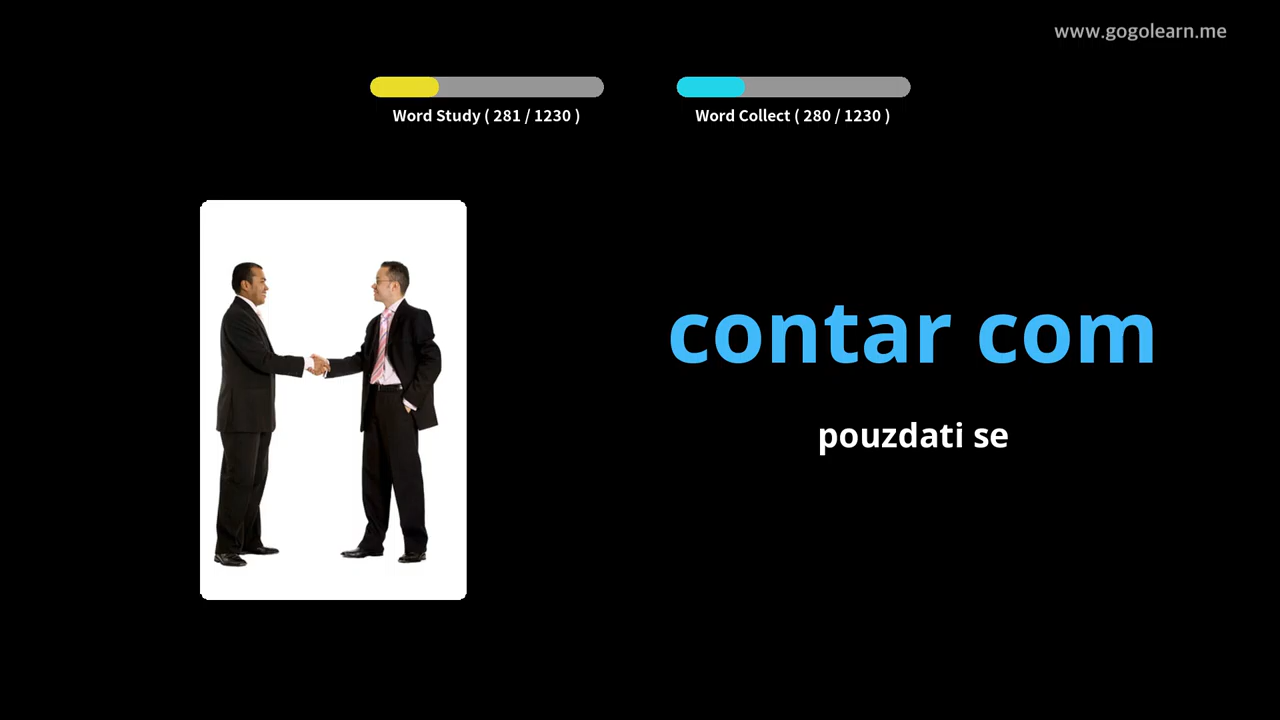 www.gogolearn.me
Word Study ( 281 / 1230 )
Word Collect ( 280 / 1230 )
contar com
pouzdati se